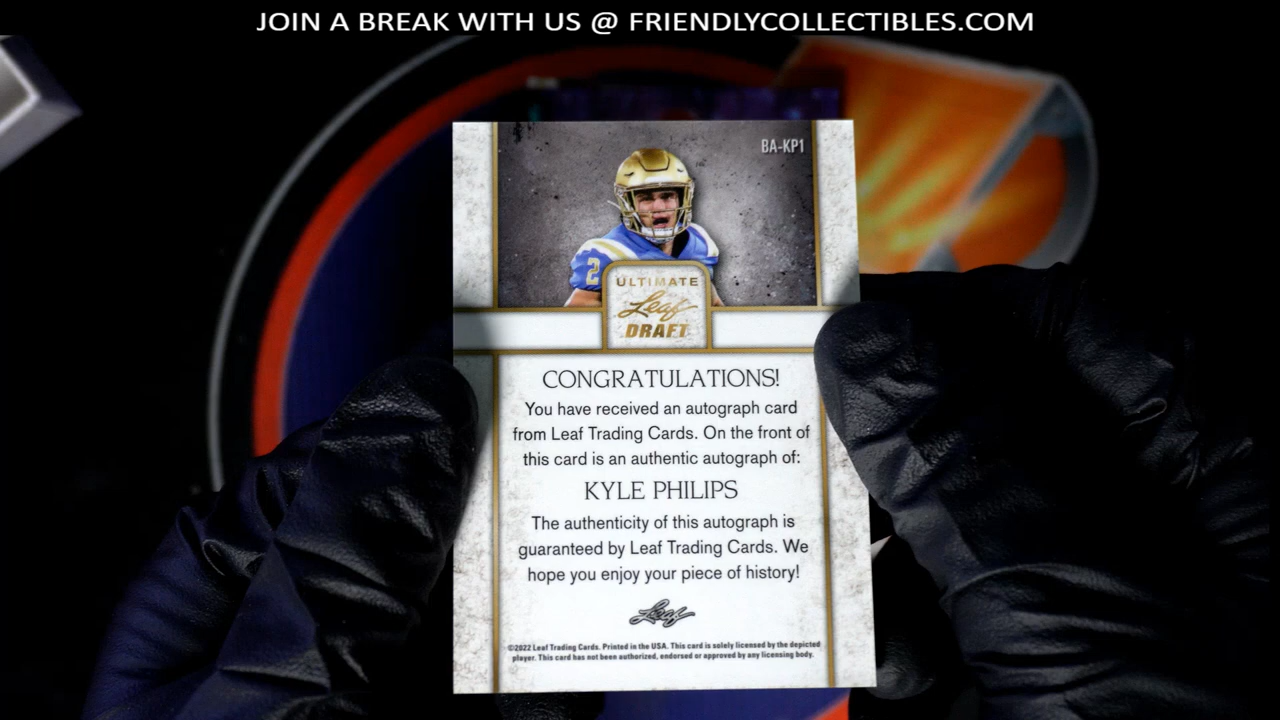 JOIN A BREAK WITH US @ FRIENDLYCOLLECTIBLES.COM
BA-KP1
2
ULTIMATE
Leaf
DRAFT
CONGRATULATIONS!
You have received an autograph card
from Leaf Trading Cards. On the front of
this card is an authentic autograph of:
KYLE PHILIPS
The authenticity of this autograph is
guaranteed by Leaf Trading Cards. We
hope you enjoy your piece of history!
Leaf
©2022 Leaf Trading Cards. Printed in the USA. This card is solely licensed by the depicted
player. This card has not been authorized, endorsed or approved by any licensing body.